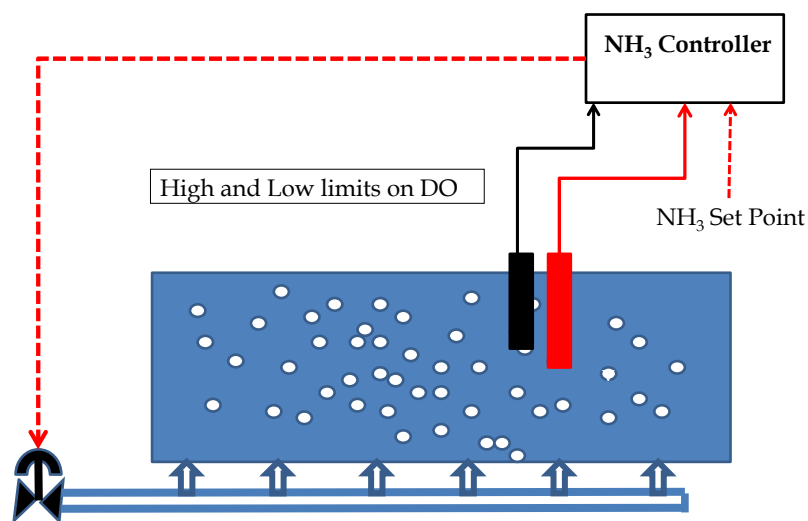 NH₃ Controller
High and Low limits on DO
NH₃ Set Point